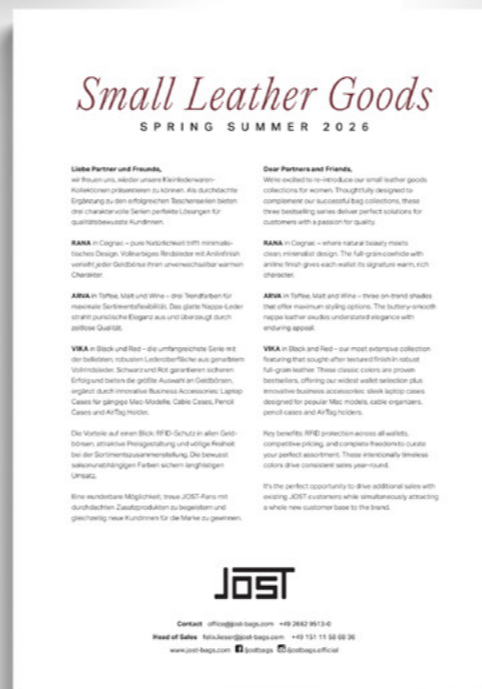 Small Leather Goods
SPRING SUMMER 2026
Liebe Partner und Freunde,
wir freuen uns, wieder unsere Kleinlederwaren-
Kollektionen präsentieren zu können. Als durchdachte
Ergänzung zu den erfolgreichen Taschenserien bieten
drei charaktervolle Serien perfekte Lösungen für
qualitätsbewusste Kundinnen.
RANA in Cognac – pure Natürlichkeit trifft minimalis-
tisches Design. Vollnarbiges Rindsleder mit Anilinfinish
verleiht jeder Geldbörse ihren unverwechselbar warmen
Charakter.
ARVA in Toffee, Malt und Wine – drei Trendfarben für
maximale Sortimentsflexibilität. Das glatte Nappa-Leder
strahlt puristische Eleganz aus und überzeugt durch
zeitlose Qualität.
VIKA in Black und Red – die umfangreichste Serie mit
der beliebten, robusten Lederoberfläche aus genarbtem
Vollrindsleder. Schwarz und Rot garantieren sicheren
Erfolg und bieten die größte Auswahl an Geldbörsen,
ergänzt durch innovative Business Accessories: Laptop
Cases für gängige Mac-Modelle, Cable Cases, Pencil
Cases und AirTag Holder.
Die Vorteile auf einen Blick: RFID-Schutz in allen Geld-
börsen, attraktive Preisgestaltung und völlige Freiheit
bei der Sortimentszusammenstellung. Die bewusst
saisonunabhängigen Farben sichern langfristigen
Umsatz.
Eine wunderbare Möglichkeit, treue JOST-Fans mit
durchdachten Zusatzprodukten zu begeistern und
gleichzeitig neue Kundinnen für die Marke zu gewinnen.
Dear Partners and Friends,
We're excited to re-introduce our small leather goods
collections for women. Thoughtfully designed to
complement our successful bag collections, these
three bestselling series deliver perfect solutions for
customers with a passion for quality.
RANA in Cognac – where natural beauty meets
clean, minimalist design. The full-grain cowhide with
aniline finish gives each wallet its signature warm, rich
character.
ARVA in Toffee, Malt and Wine – three on-trend shades
that offer maximum styling options. The buttery-smooth
nappa leather exudes understated elegance with
enduring appeal.
VIKA in Black and Red – our most extensive collection
featuring that sought after textured finish in robust
full-grain leather. These classic colors are proven
bestsellers, offering our widest wallet selection plus
innovative business accessories: sleek laptop cases
designed for popular Mac models, cable organizers,
pencil cases and AirTag holders.
Key benefits: RFID protection across all wallets,
competitive pricing, and complete freedom to curate
your perfect assortment. These intentionally timeless
colors drive consistent sales year-round.
It's the perfect opportunity to drive additional sales with
existing JOST customers while simultaneously attracting
a whole new customer base to the brand.
JOST
Contact office@jost-bags.com +49 2662 9513-0
Head of Sales felix.lieser@jost-bags.com +49 151 11 58 68 36
www.jost-bags.com jostbags jostbags.official